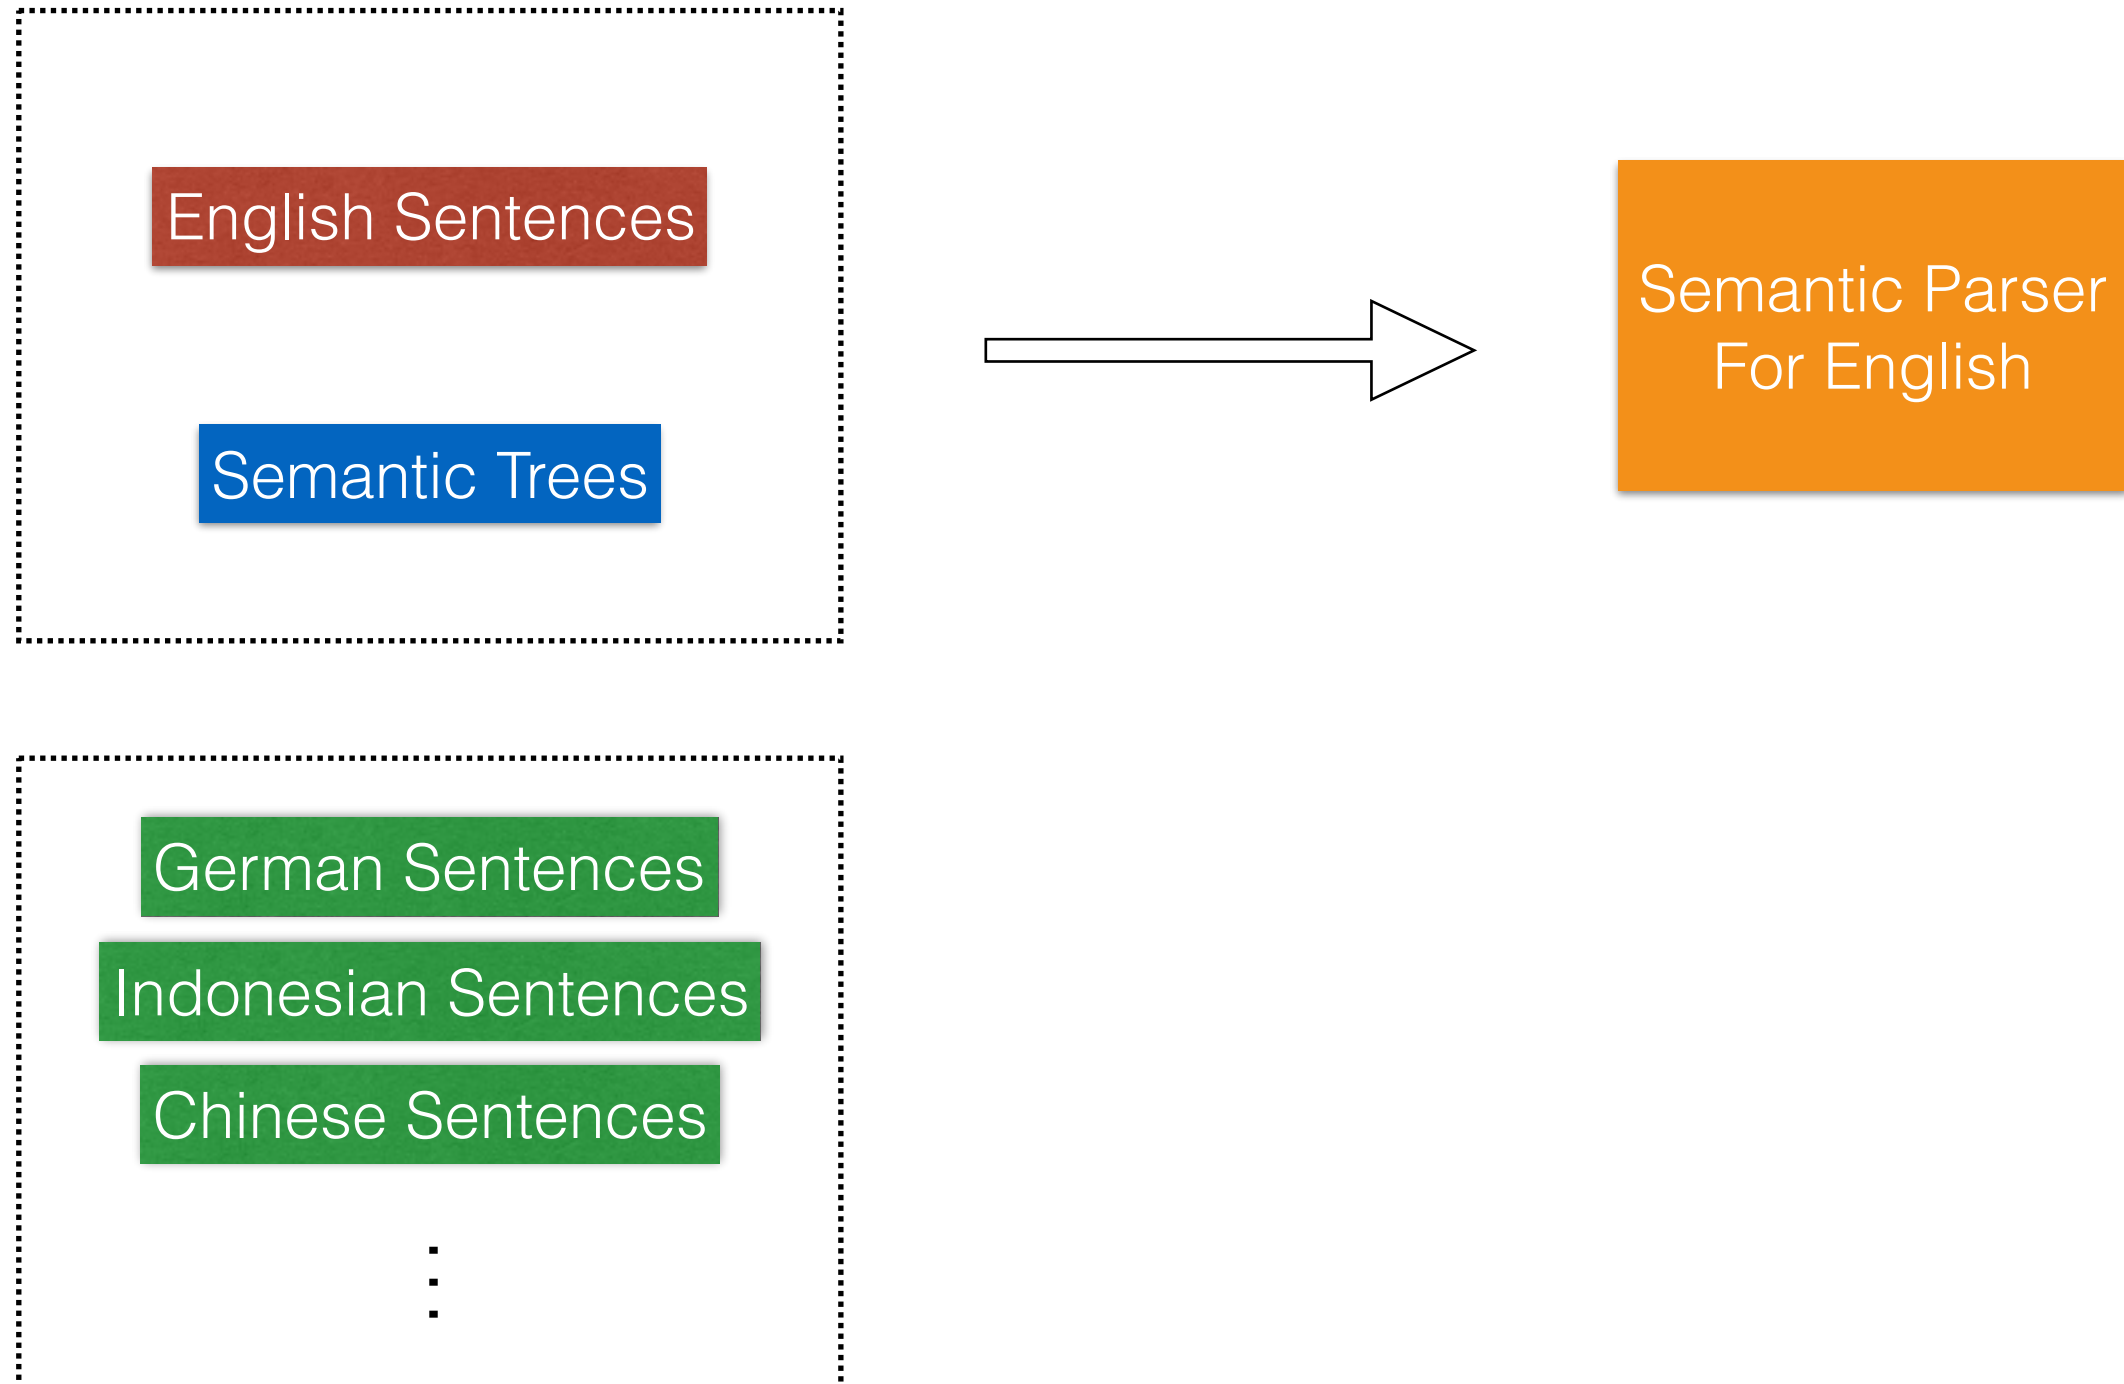 English Sentences
Semantic Trees
Semantic Parser
For English
German Sentences
Indonesian Sentences
Chinese Sentences